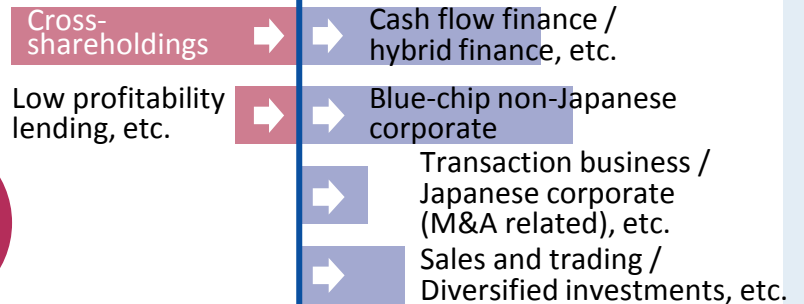 Cross-
shareholdings
Cash flow finance /
hybrid finance, etc.
Low profitability
lending, etc.
Blue-chip non-Japanese
corporate
Transaction business /
Japanese corporate
(M&A related), etc.
Sales and trading /
Diversified investments, etc.